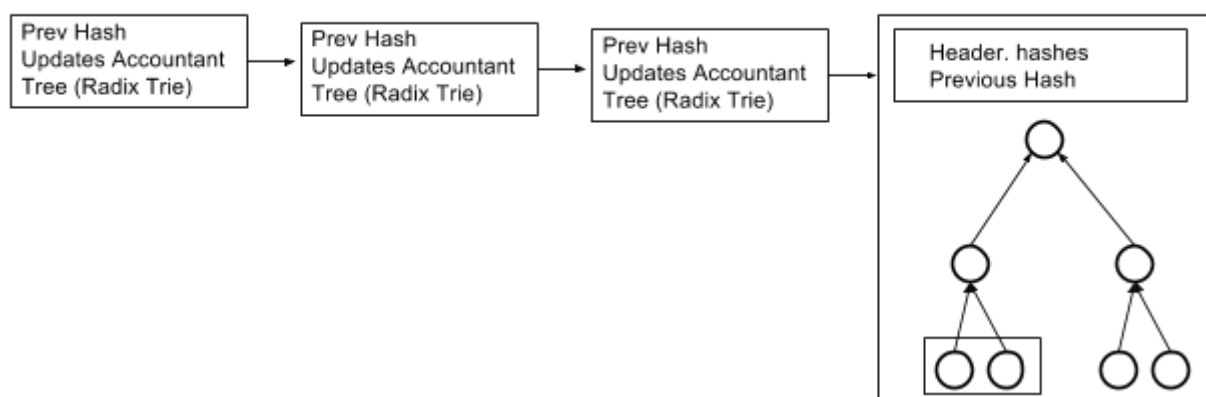 Prev Hash
Updates Accountant
Tree (Radix Trie)
Prev Hash
Updates Accountant
Tree (Radix Trie)
Prev Hash
Updates Accountant
Tree (Radix Trie)
Header. hashes
Previous Hash